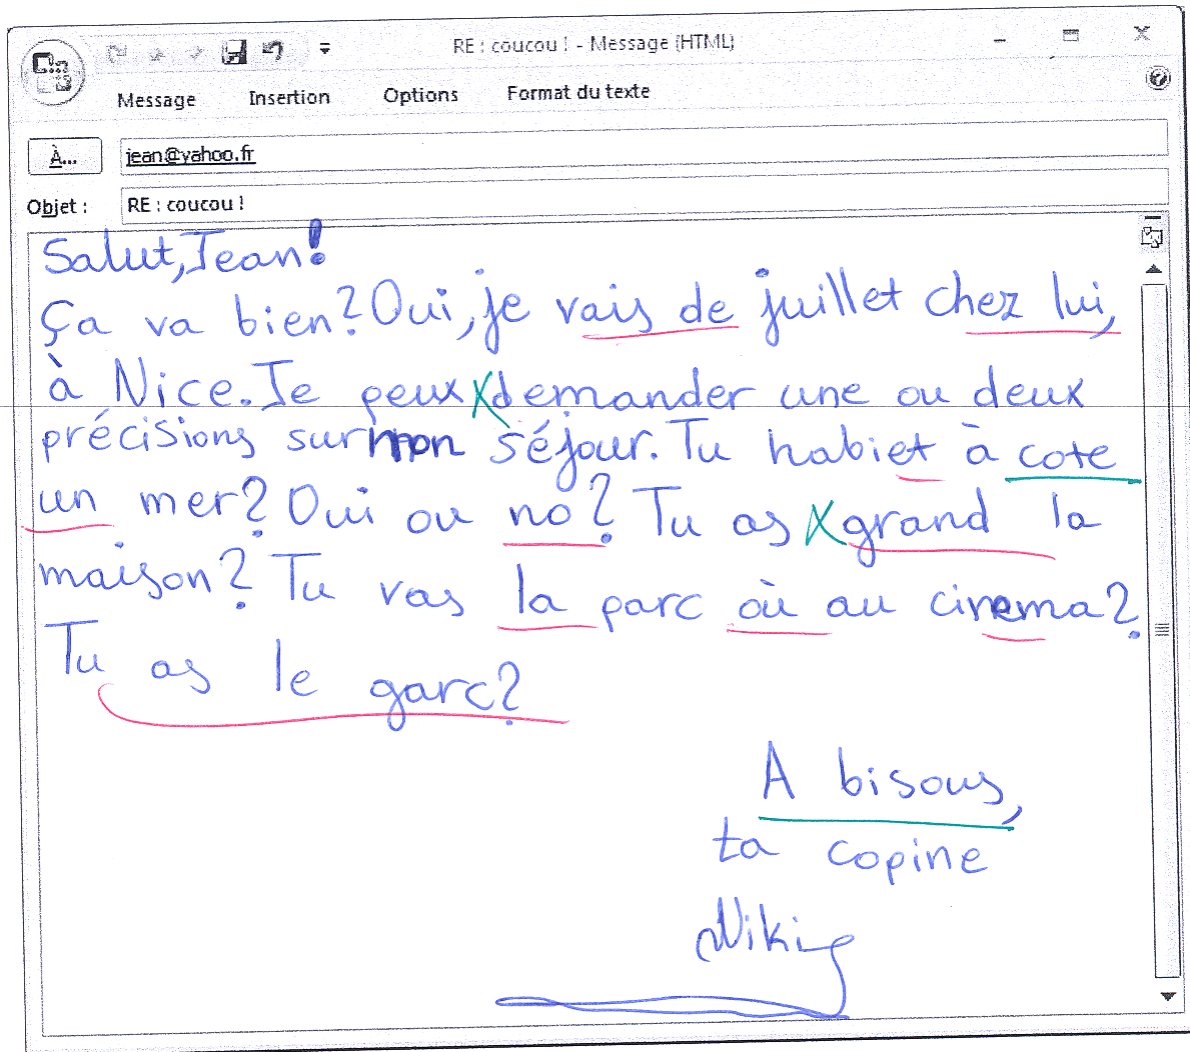 RE : coucou ! - Message (HTML)
Message Insertion Options Format du texte
À...
jean@yahoo.fr
Objet :
RE : coucou !
Salut, Jean!
Ça va bien? Oui, je vais de juillet chez lui,
à Nice. Je peux demander une ou deux
précisions sur mon séjour. Tu habiet à cote
un mer? Oui ou no? Tu as grand la
maison? Tu vas la parc où au cinema?
Tu as le garc?
A bisous,
ta copine
Niki